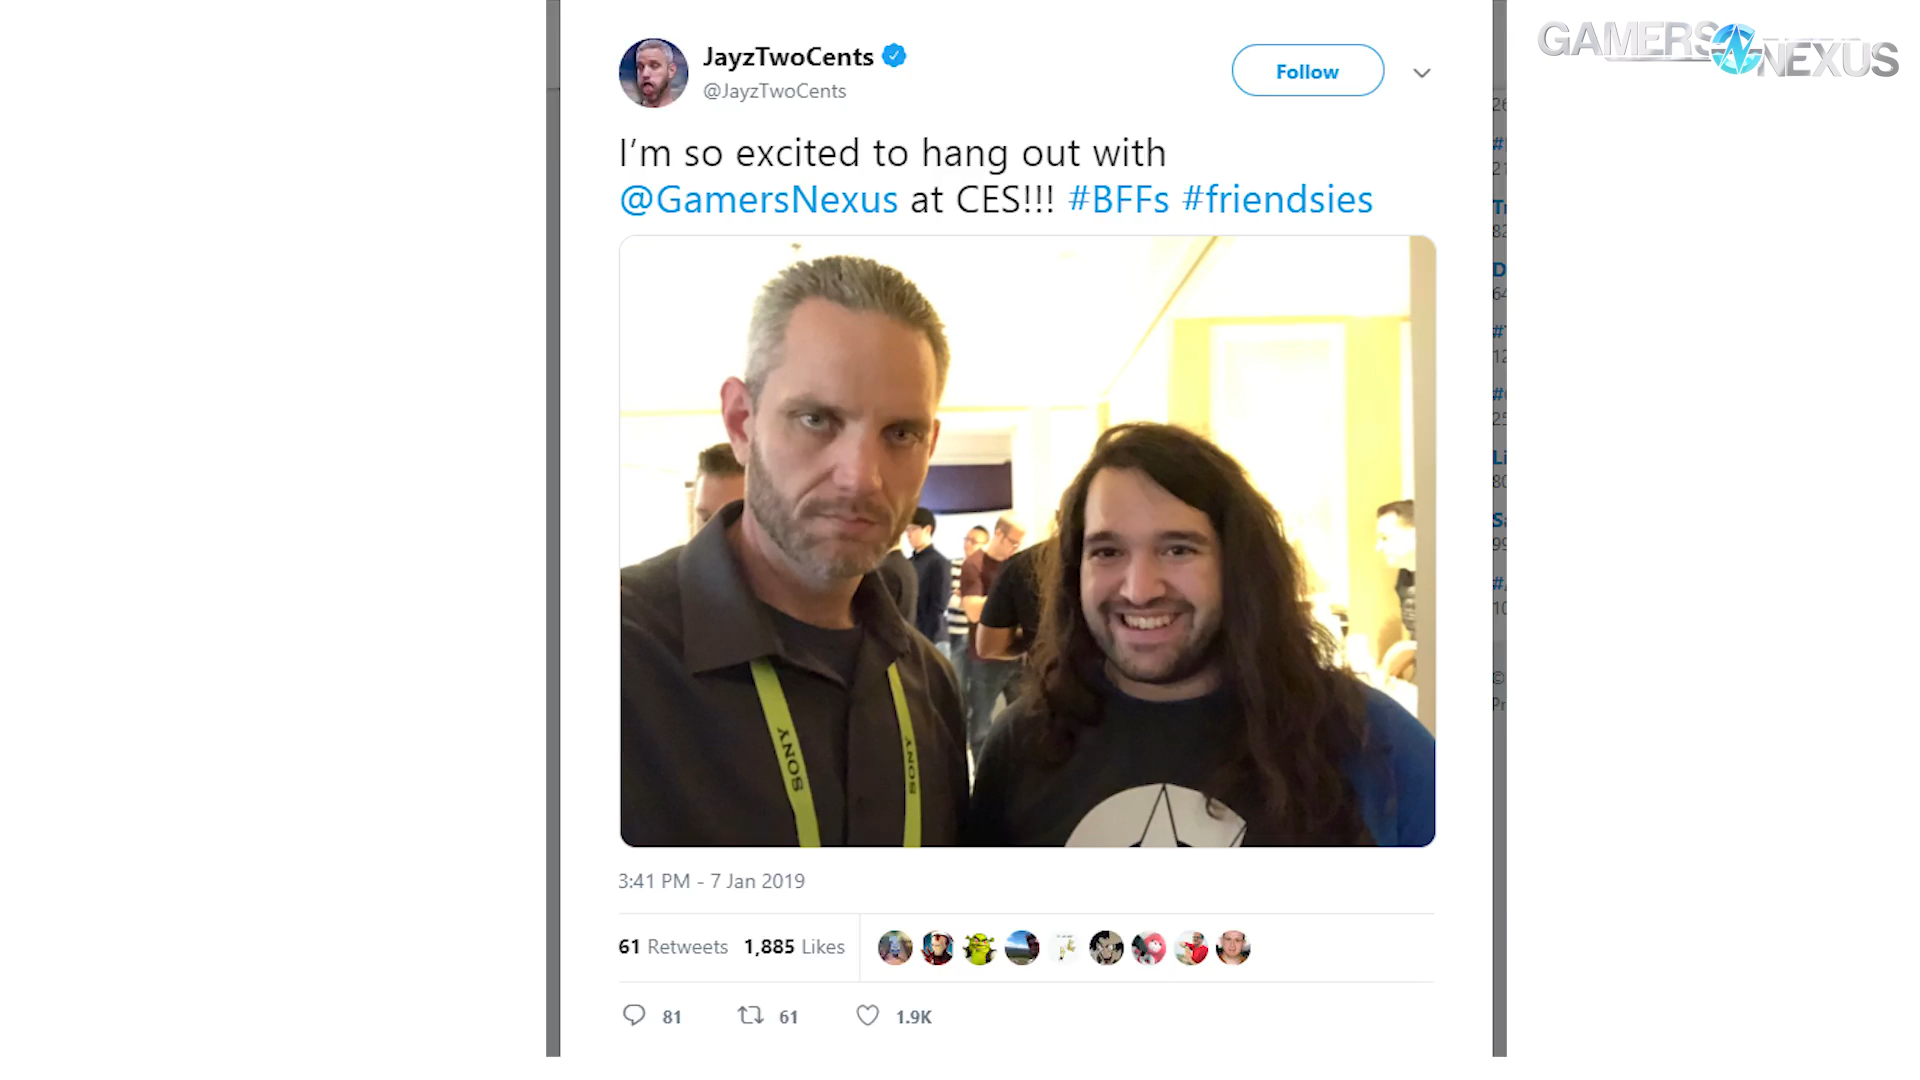 GAMERS NEXUS
JayzTwoCents
@JayzTwoCents
Follow
I'm so excited to hang out with
@GamersNexus at CES!!! #BFFs #friendsies
SONY
SONY
3:41 PM - 7 Jan 2019
61 Retweets 1,885 Likes
81 61 1.9K